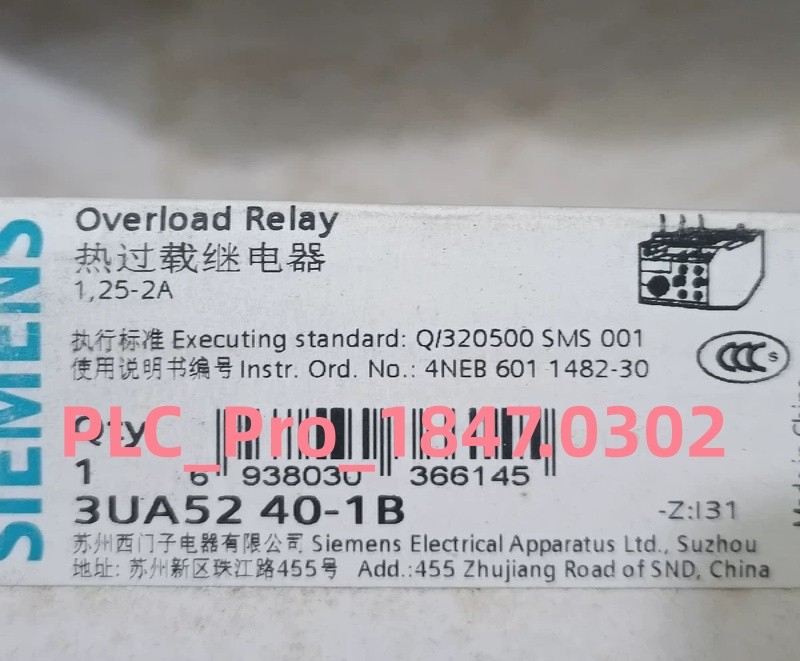 SIEMENS
Overload Relay
热过载继电器
1,25-2A
执行标准 Executing standard: Q/320500 SMS 001
使用说明书编号 Instr. Ord. No.: 4NEB 601 1482-30
CCC S
Qty
PLC_Pro_1847.0302
1
6 938030 366145
3UA52 40-1B
-Z:I31
苏州西门子电器有限公司 Siemens Electrical Apparatus Ltd., Suzhou
地址: 苏州新区珠江路455号 Add.:455 Zhujiang Road of SND, China